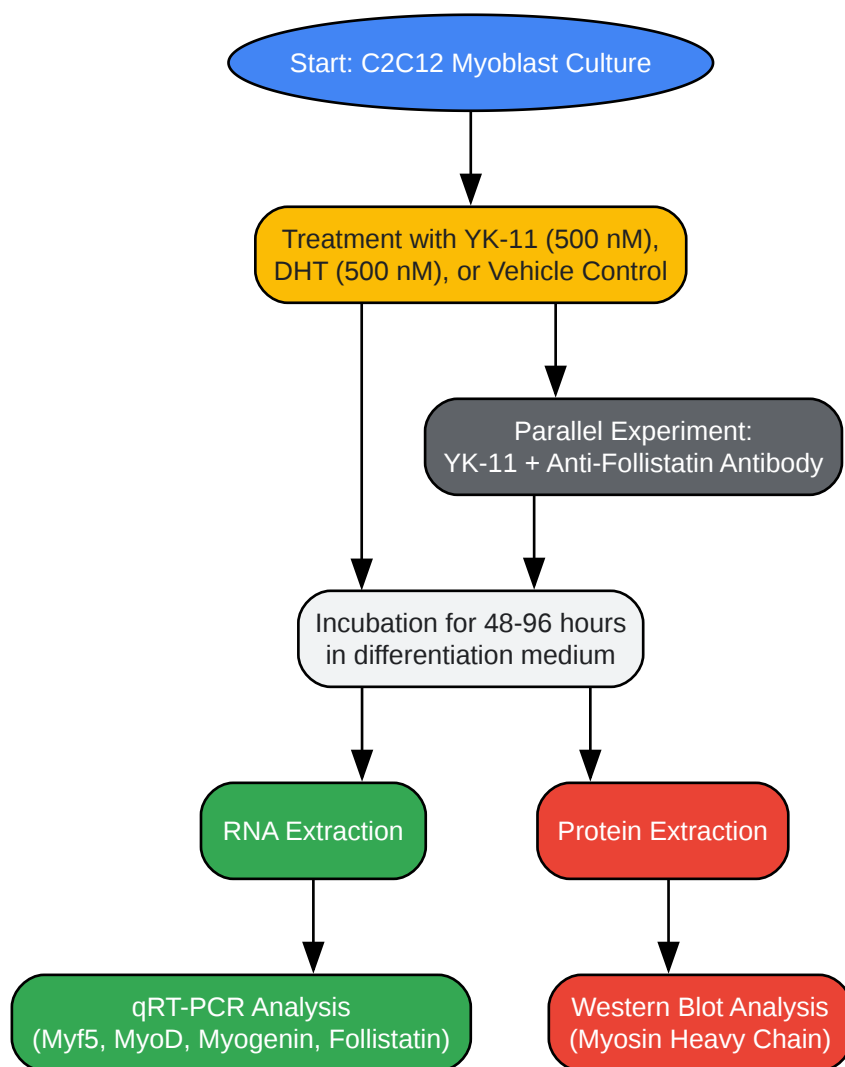 Start: C2C12 Myoblast Culture
Treatment with YK-11 (500 nM),
DHT (500 nM), or Vehicle Control
Parallel Experiment:
YK-11 + Anti-Follistatin Antibody
Incubation for 48-96 hours
in differentiation medium
RNA Extraction
Protein Extraction
qRT-PCR Analysis
(Myf5, MyoD, Myogenin, Follistatin)
Western Blot Analysis
(Myosin Heavy Chain)